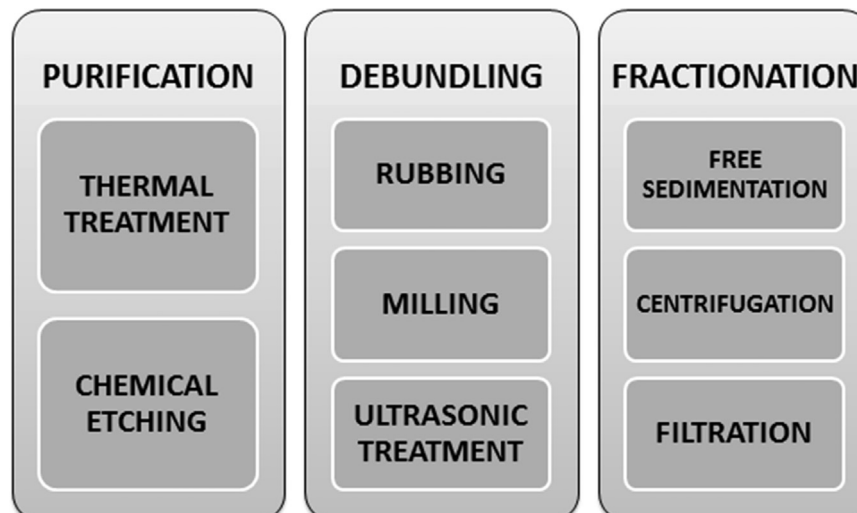 PURIFICATION
THERMAL
TREATMENT
CHEMICAL
ETCHING
DEBUNDLING
RUBBING
MILLING
ULTRASONIC
TREATMENT
FRACTIONATION
FREE
SEDIMENTATION
CENTRIFUGATION
FILTRATION